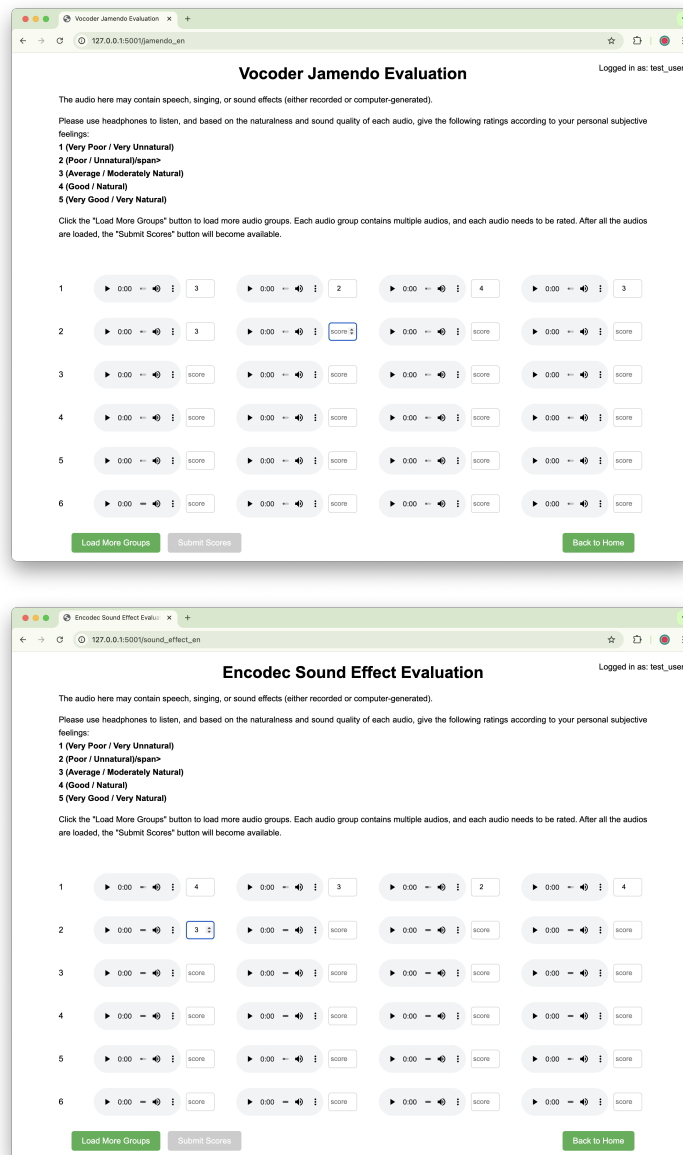 Vocoder Jamendo Evaluation
127.0.0.1:5001/jamendo_en
Logged in as: test_user
Vocoder Jamendo Evaluation
The audio here may contain speech, singing, or sound effects (either recorded or computer-generated).
Please use headphones to listen, and based on the naturalness and sound quality of each audio, give the following ratings according to your personal subjective
feelings:
1 (Very Poor / Very Unnatural)
2 (Poor / Unnatural)/span>
3 (Average / Moderately Natural)
4 (Good / Natural)
5 (Very Good / Very Natural)
Click the "Load More Groups" button to load more audio groups. Each audio group contains multiple audios, and each audio needs to be rated. After all the audios
are loaded, the "Submit Scores" button will become available.
1 0:00 3 0:00 2 0:00 4 0:00 3
2 0:00 3 0:00 score 0:00 score 0:00 score
3 0:00 score 0:00 score 0:00 score 0:00 score
4 0:00 score 0:00 score 0:00 score 0:00 score
5 0:00 score 0:00 score 0:00 score 0:00 score
6 0:00 score 0:00 score 0:00 score 0:00 score
Load More Groups Submit Scores Back to Home
Encodec Sound Effect Evalua
127.0.0.1:5001/sound_effect_en
Logged in as: test_user
Encodec Sound Effect Evaluation
The audio here may contain speech, singing, or sound effects (either recorded or computer-generated).
Please use headphones to listen, and based on the naturalness and sound quality of each audio, give the following ratings according to your personal subjective
feelings:
1 (Very Poor / Very Unnatural)
2 (Poor / Unnatural)/span>
3 (Average / Moderately Natural)
4 (Good / Natural)
5 (Very Good / Very Natural)
Click the "Load More Groups" button to load more audio groups. Each audio group contains multiple audios, and each audio needs to be rated. After all the audios
are loaded, the "Submit Scores" button will become available.
1 0:00 4 0:00 3 0:00 2 0:00 4
2 0:00 3 0:00 score 0:00 score 0:00 score
3 0:00 score 0:00 score 0:00 score 0:00 score
4 0:00 score 0:00 score 0:00 score 0:00 score
5 0:00 score 0:00 score 0:00 score 0:00 score
6 0:00 score 0:00 score 0:00 score 0:00 score
Load More Groups Submit Scores Back to Home